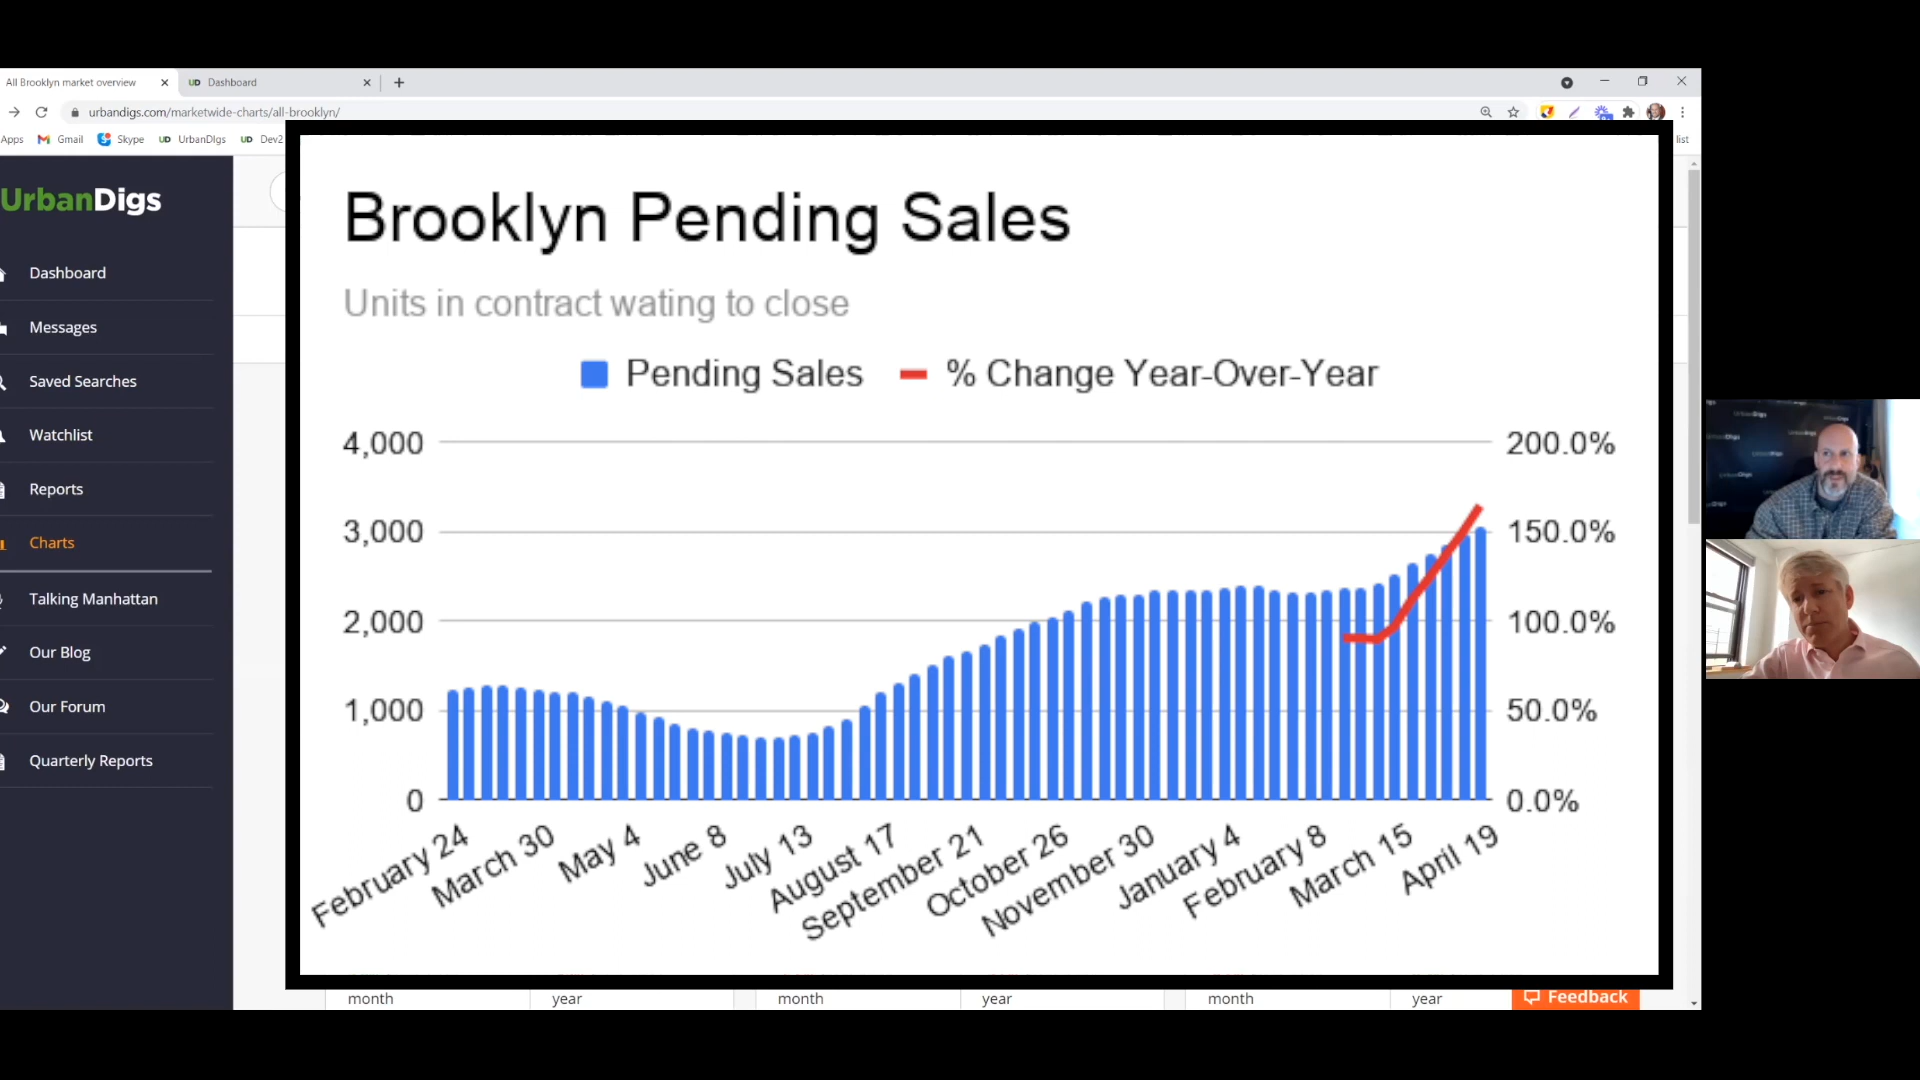 All Brooklyn market overview
UD Dashboard
urbandigs.com/marketwide-charts/all-brooklyn/
Apps Gmail Skype UD UrbanDIgs UD Dev2
list
UrbanDigs
Dashboard
Messages
Saved Searches
Watchlist
Reports
Charts
Talking Manhattan
Our Blog
Our Forum
Quarterly Reports
Brooklyn Pending Sales
Units in contract wating to close
Pending Sales % Change Year-Over-Year
4,000 200.0%
3,000 150.0%
2,000 100.0%
1,000 50.0%
0 0.0%
February 24 March 30 May 4 June 8 July 13 August 17 September 21 October 26 November 30 January 4 February 8 March 15 April 19
month year month year month year
Feedback